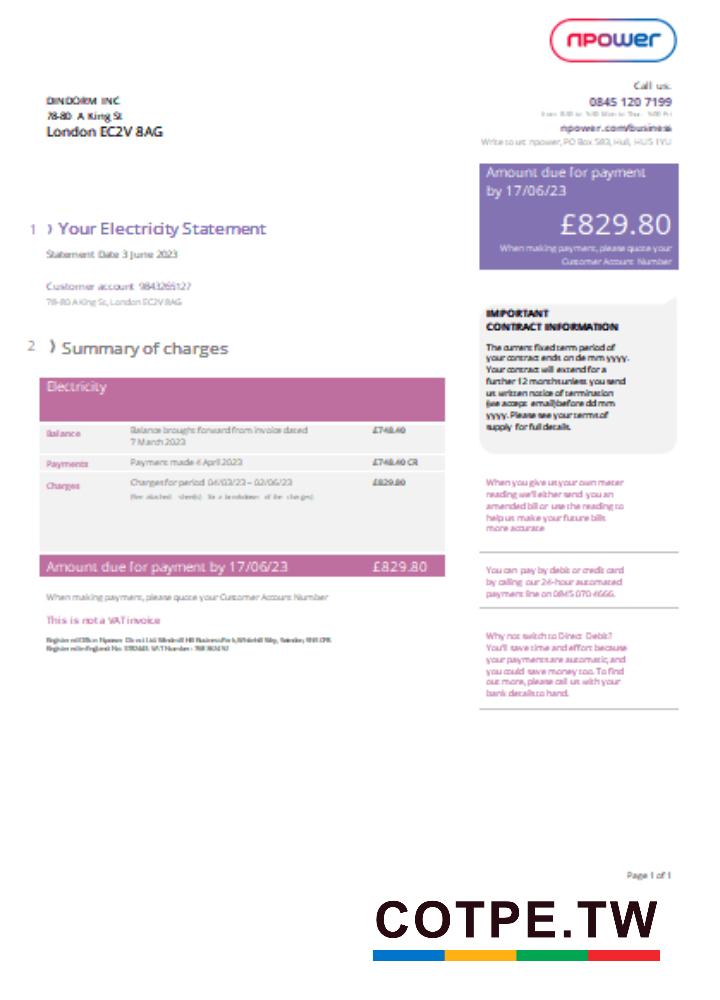 npower
Call us:
0845 120 7199
npower.com/business
Write to us: npower, PO Box 583, Hull, HU5 1YU
DINDORM INC
78-80 A King St
London EC2V 8AG
Amount due for payment
by 17/06/23
£829.80
When making payment, please quote your
Customer Account Number
1 ) Your Electricity Statement
Statement Date 3 June 2023
Customer account 9843265127
78-80 A King St, London EC2V 8AG
IMPORTANT
CONTRACT INFORMATION
The current fixed term period of
your contract ends on de mm yyyy.
Your contract will extend for a
further 12 months unless you send
us written notice of termination
(we accept email) before dd mm
yyyy. Please see your terms of
supply for full details.
2 ) Summary of charges
Electricity
Balance Balance brought forward from invoice dated £748.40
7 March 2023
Payments Payment made 4 April 2023 £748.40 CR
Charges Charges for period 04/03/23 – 02/06/23 £829.80
(See attached sheet(s) for a breakdown of the charges)
Amount due for payment by 17/06/23 £829.80
When making payment, please quote your Customer Account Number
This is not a VAT invoice
When you give us your own meter
reading we'll either send you an
amended bill or use the reading to
help us make your future bills
more accurate
You can pay by debit or credit card
by calling our 24-hour automated
payment line on 0845 070 4666.
Why not switch to Direct Debit?
You'll save time and effort because
your payments are automatic, and
you could save money too. To find
out more, please call us with your
bank details to hand.
Page 1 of 1
COTPE.TW